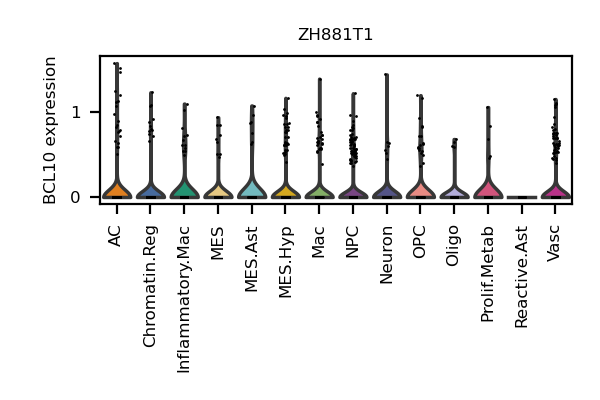 ZH881T1
BCL10 expression
1
0
AC
Chromatin.Reg
Inflammatory.Mac
MES
MES.Ast
MES.Hyp
Mac
NPC
Neuron
OPC
Oligo
Prolif.Metab
Reactive.Ast
Vasc